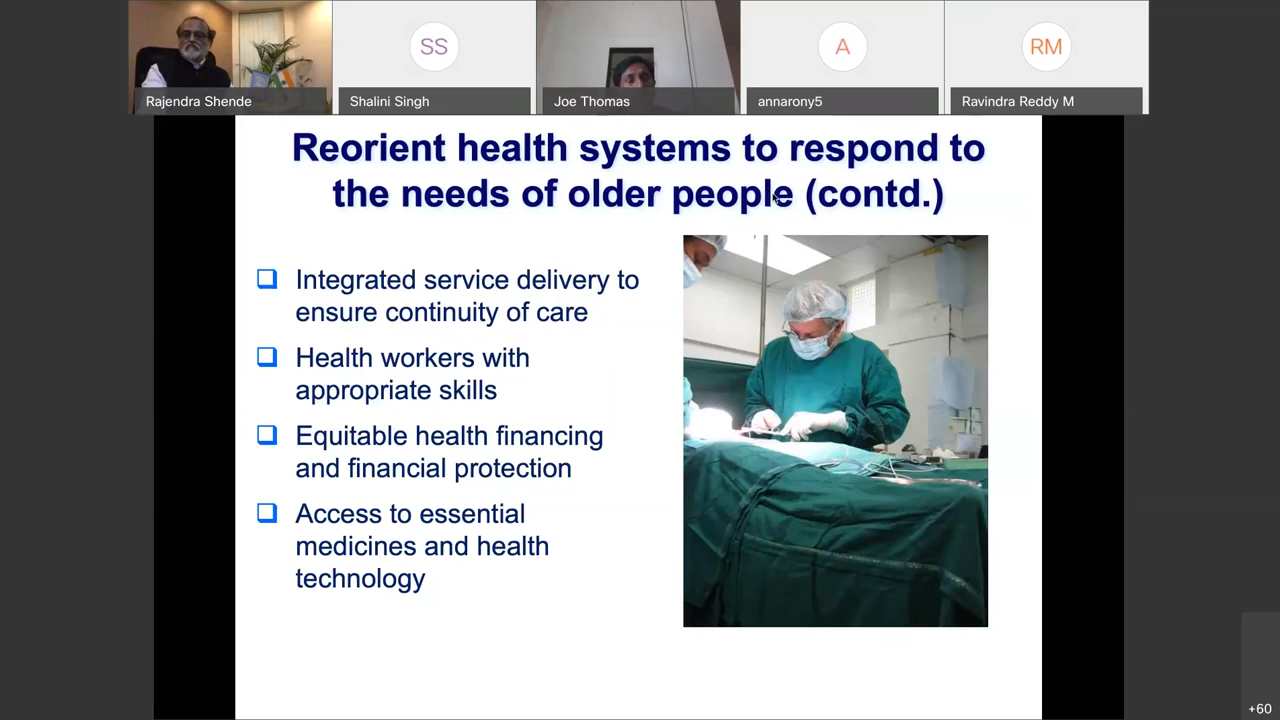 SS
A
RM
Rajendra Shende
Shalini Singh
Joe Thomas
annarony5
Ravindra Reddy M
Reorient health systems to respond to
the needs of older people (contd.)
Integrated service delivery to
ensure continuity of care
Health workers with
appropriate skills
Equitable health financing
and financial protection
Access to essential
medicines and health
technology
+60